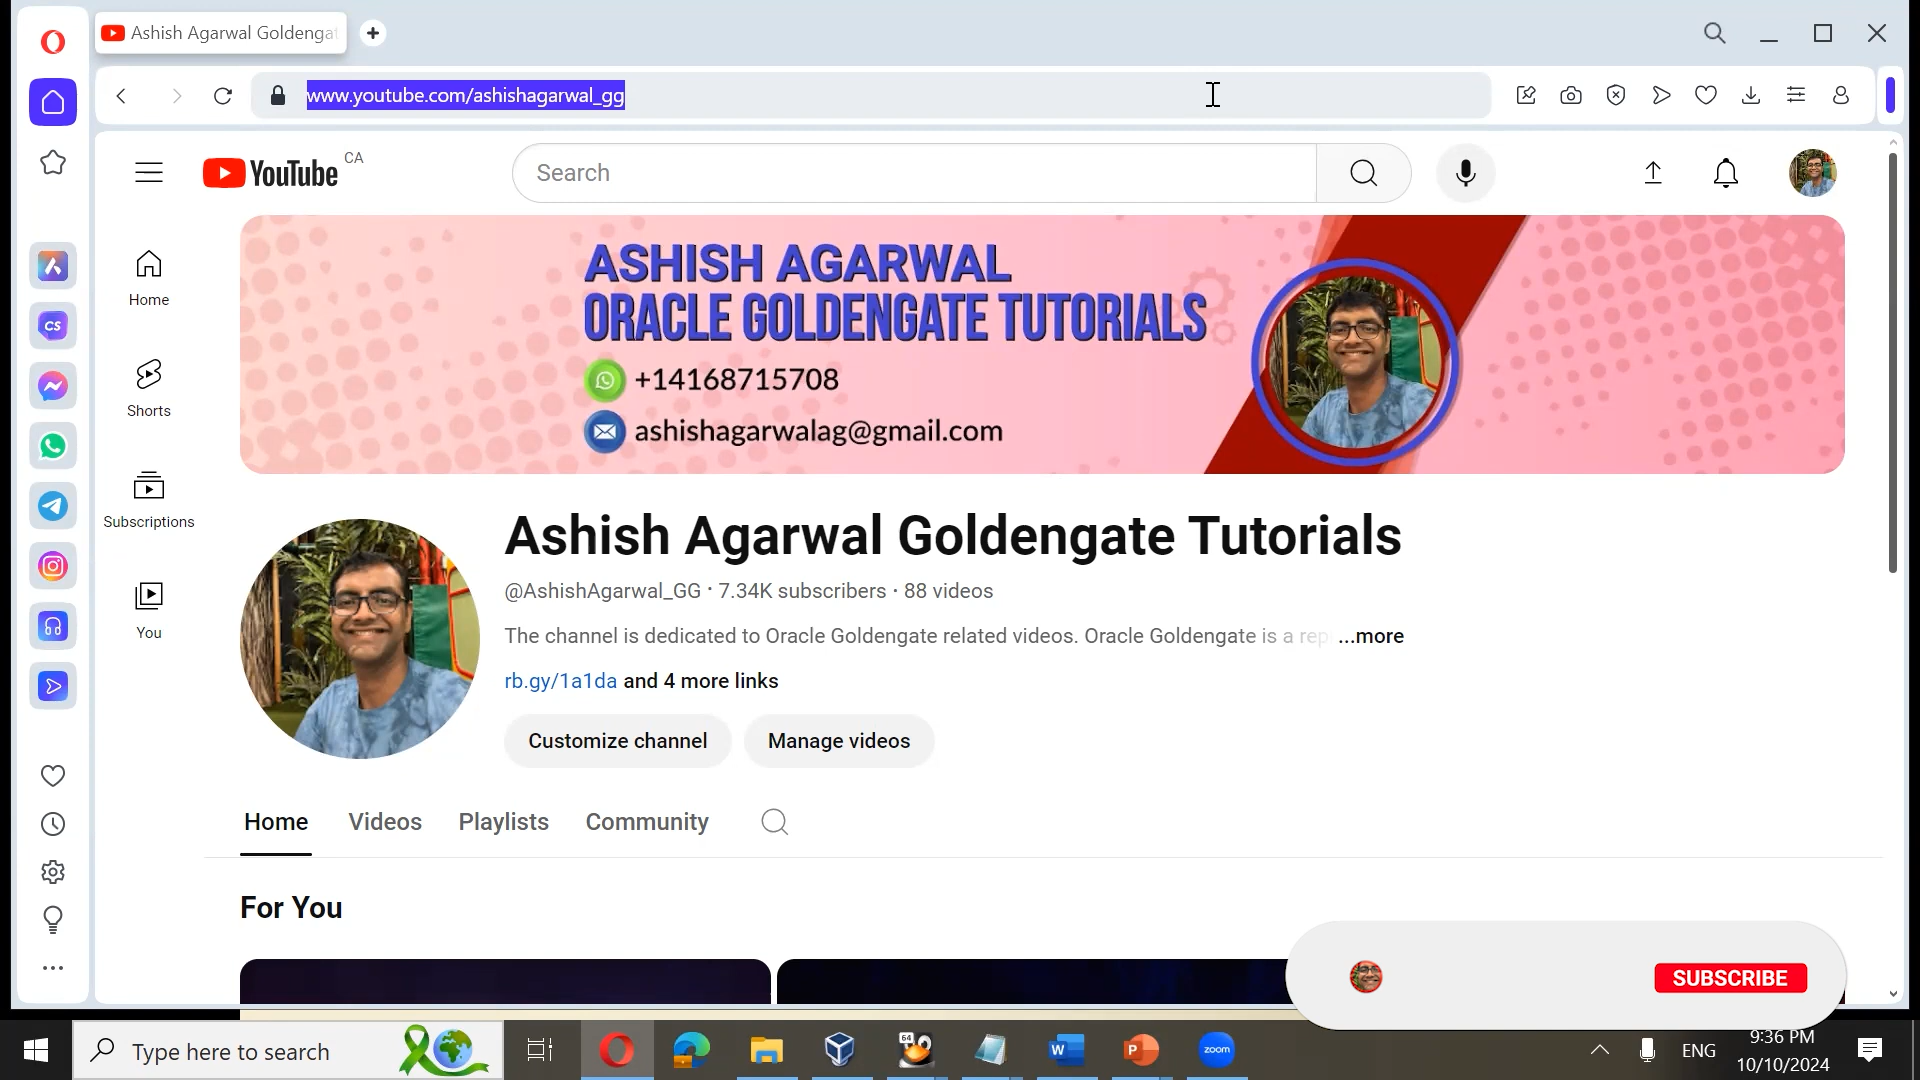 Ashish Agarwal Goldengat
www.youtube.com/ashishagarwal_gg
YouTube CA
Search
ASHISH AGARWAL
ORACLE GOLDENGATE TUTORIALS
+14168715708
ashishagarwalag@gmail.com
Home
Shorts
Subscriptions
You
CS
Ashish Agarwal Goldengate Tutorials
@AshishAgarwal_GG · 7.34K subscribers · 88 videos
The channel is dedicated to Oracle Goldengate related videos. Oracle Goldengate is a rep ...more
rb.gy/1a1da and 4 more links
Customize channel
Manage videos
Home Videos Playlists Community
For You
SUBSCRIBE
Type here to search
64
W
P
zoom
ENG
9:36 PM
10/10/2024